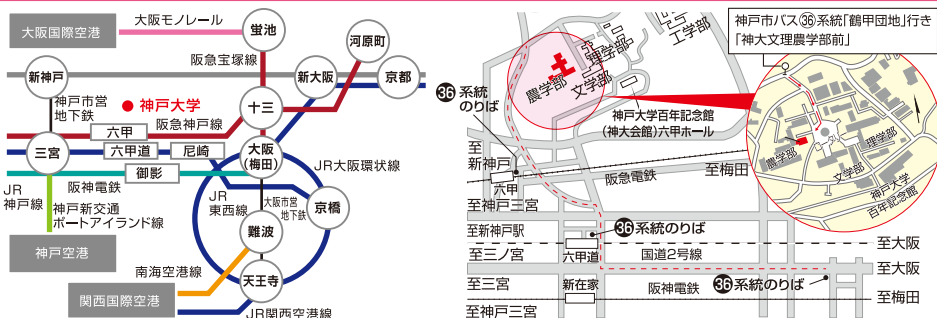 大阪国際空港
大阪モノレール
蛍池
河原町
阪急宝塚線
新神戸
新大阪
京都
神戸市営
地下鉄
神戸大学
十三
六甲
阪急神戸線
三宮
六甲道
尼崎
大阪
(梅田)
JR大阪環状線
御影
JR
神戸線
阪神電鉄
JR
東西線
大阪市営
地下鉄
京橋
神戸新交通
ポートアイランド線
難波
神戸空港
南海空港線
天王寺
関西国際空港
JR関西空港線
工学部
理学部
農学部
文学部
㊱系統
のりば
神戸大学百年記念館
(神大会館)六甲ホール
至
新神戸
六甲
阪急電鉄
至梅田
至神戸三宮
至新神戸駅
㊱系統のりば
至三ノ宮
六甲道
国道2号線
至大阪
至大阪
至三宮
新在家
阪神電鉄
㊱系統のりば
至神戸三宮
至梅田
神戸市バス㊱系統「鶴甲団地」行き
「神大文理農学部前」
農学部
理学部
文学部
神戸大学
百年記念館